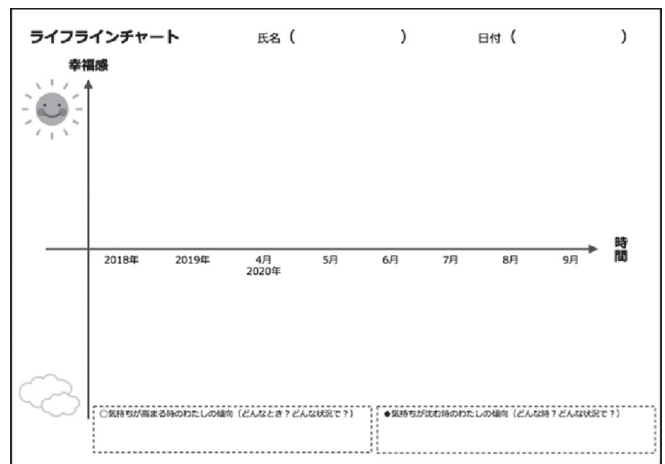 ライフラインチャート 氏名（ ） 日付（ ）
幸福感
時間
2018年 2019年 4月 5月 6月 7月 8月 9月
2020年
○気持ちが高まる時のわたしの傾向（どんなとき？どんな状況で？）
●気持ちが沈む時のわたしの傾向（どんな時？どんな状況で？）